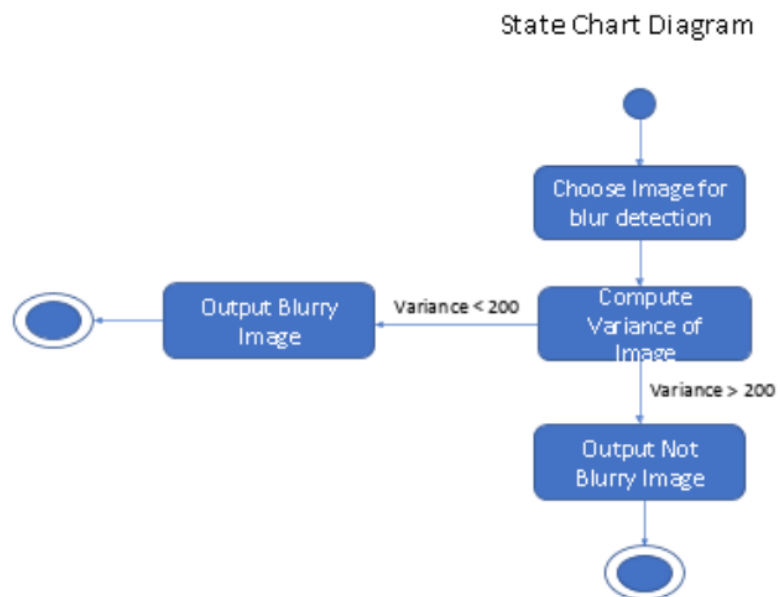 State Chart Diagram
Choose Image for
blur detection
Compute
Variance of
Image
Variance < 200
Output Blurry
Image
Variance > 200
Output Not
Blurry Image